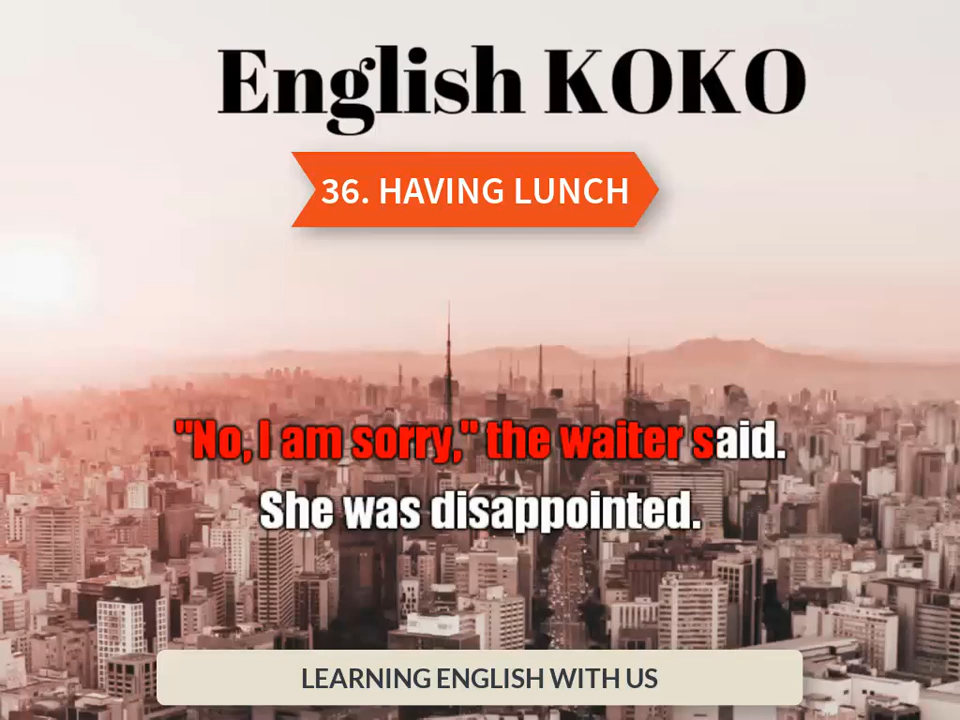 English KOKO
36. HAVING LUNCH
"No, I am sorry," the waiter said.
She was disappointed.
LEARNING ENGLISH WITH US